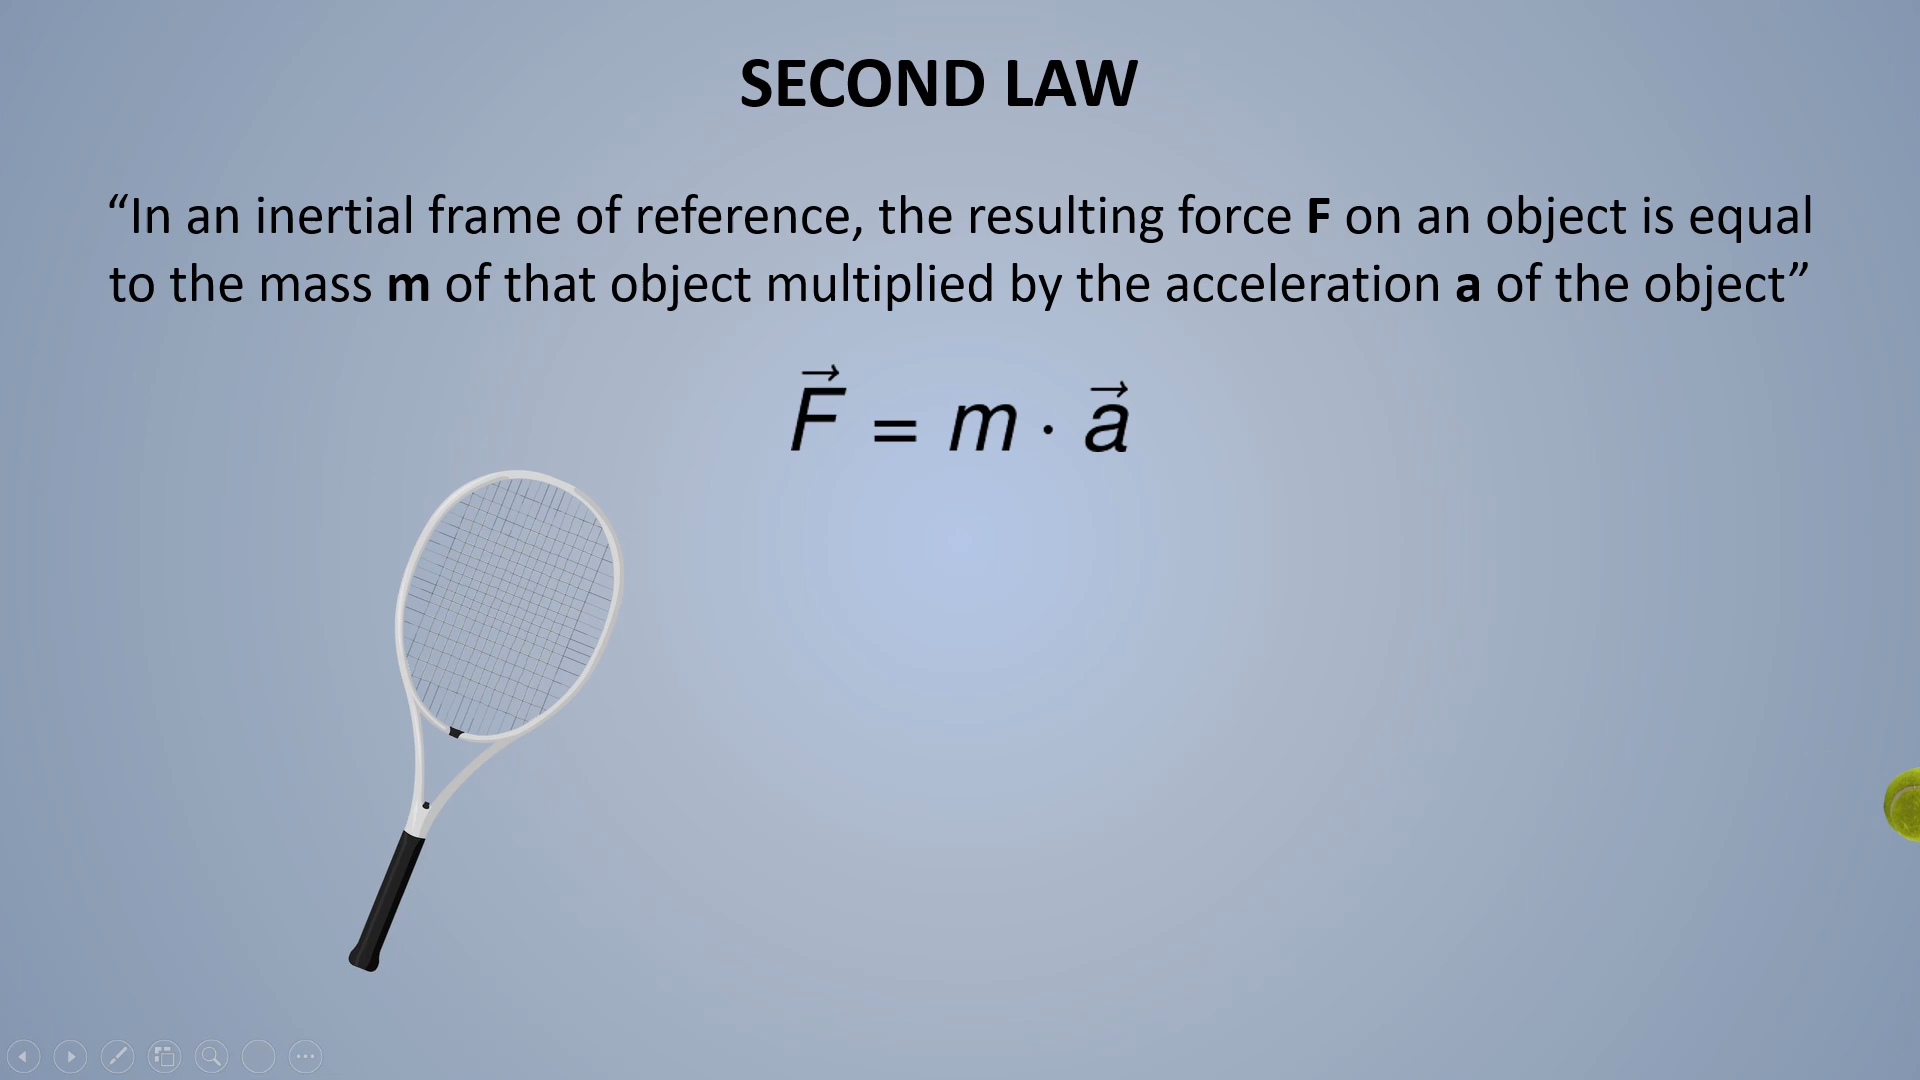 SECOND LAW
“In an inertial frame of reference, the resulting force F on an object is equal
to the mass m of that object multiplied by the acceleration a of the object”
F⃗ = m · a⃗